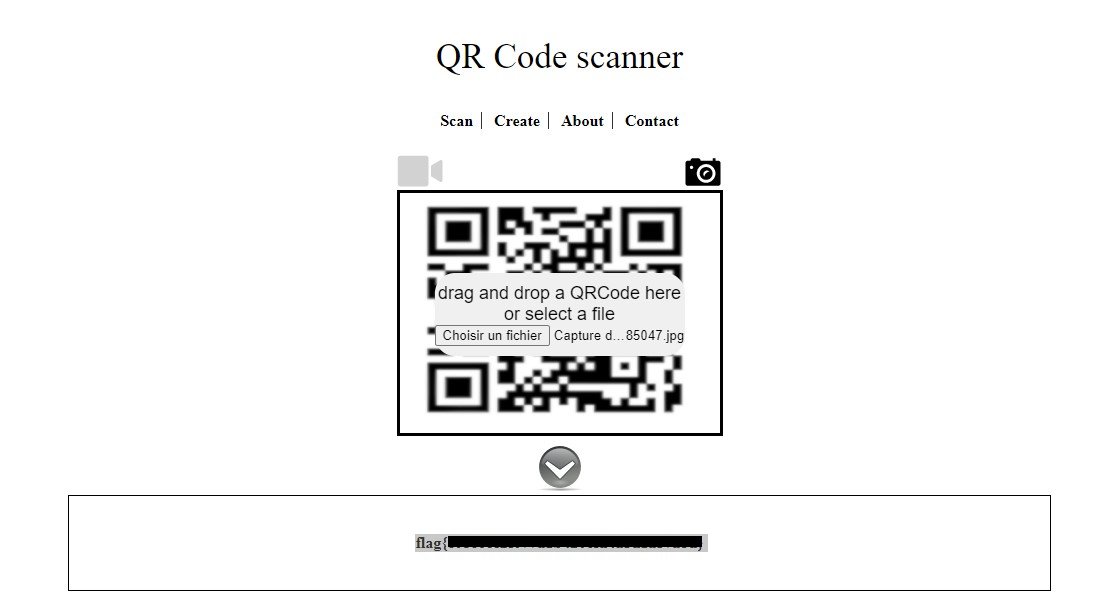 QR Code scanner
Scan | Create | About | Contact
drag and drop a QRCode here
or select a file
Choisir un fichier Capture d...85047.jpg
flag{